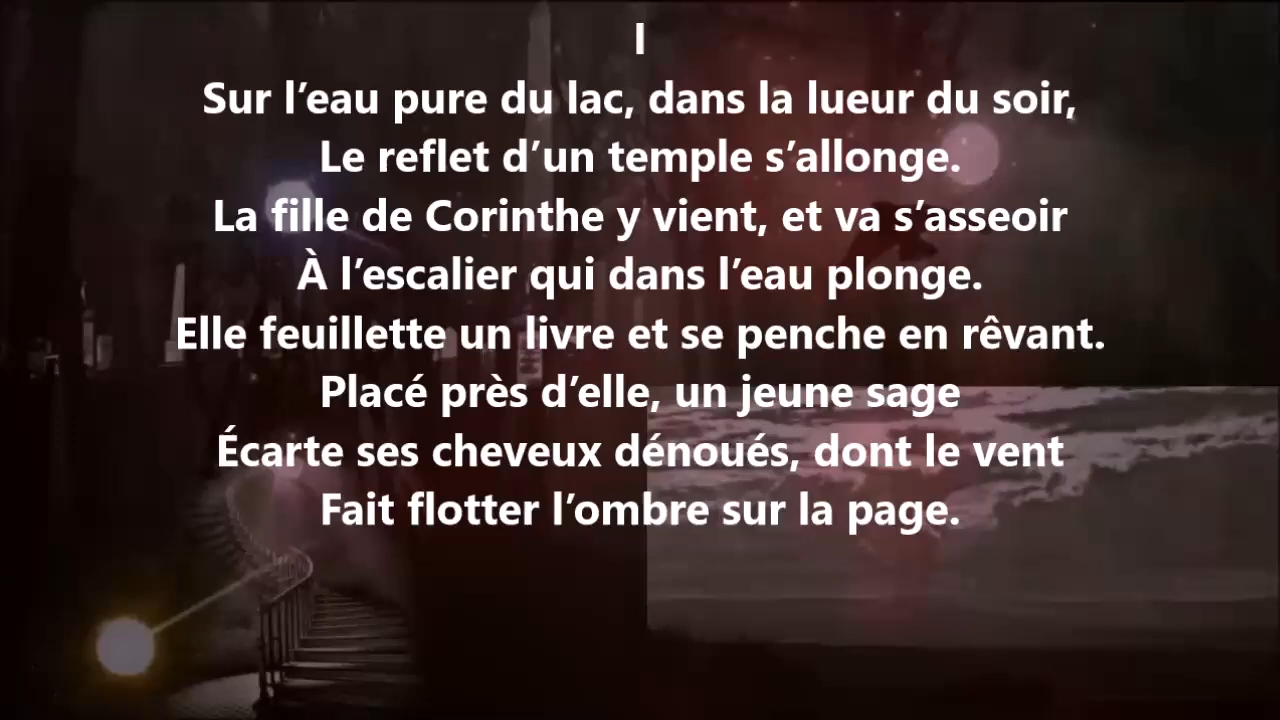 I
Sur l’eau pure du lac, dans la lueur du soir,
Le reflet d’un temple s’allonge.
La fille de Corinthe y vient, et va s’asseoir
À l’escalier qui dans l’eau plonge.
Elle feuillette un livre et se penche en rêvant.
Placé près d’elle, un jeune sage
Écarte ses cheveux dénoués, dont le vent
Fait flotter l’ombre sur la page.